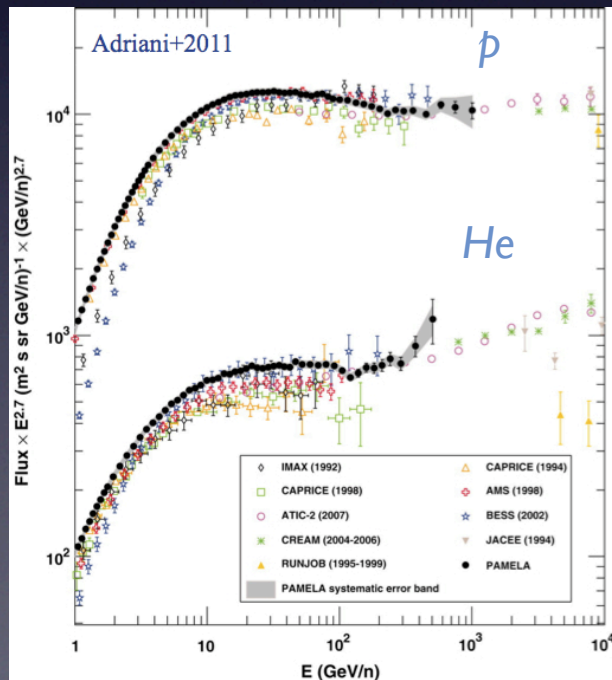 Adriani+2011
p
He
Flux × E2.7 (m2 s sr GeV/n)-1 × (GeV/n)2.7
104
103
102
IMAX (1992)
CAPRICE (1994)
CAPRICE (1998)
AMS (1998)
ATIC-2 (2007)
BESS (2002)
CREAM (2004-2006)
JACEE (1994)
RUNJOB (1995-1999)
PAMELA
PAMELA systematic error band
1 10 102 103 104
E (GeV/n)